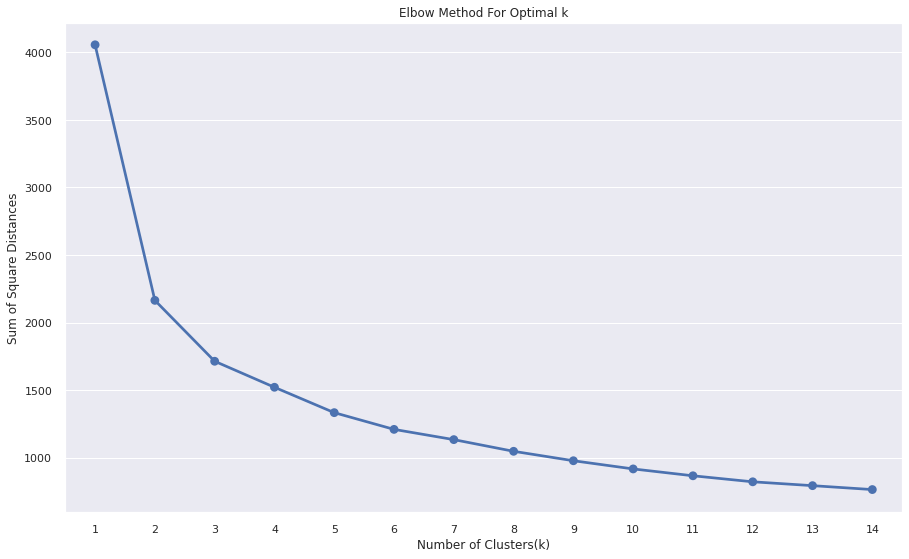 Elbow Method For Optimal k
Sum of Square Distances
4000
3500
3000
2500
2000
1500
1000
1 2 3 4 5 6 7 8 9 10 11 12 13 14
Number of Clusters(k)